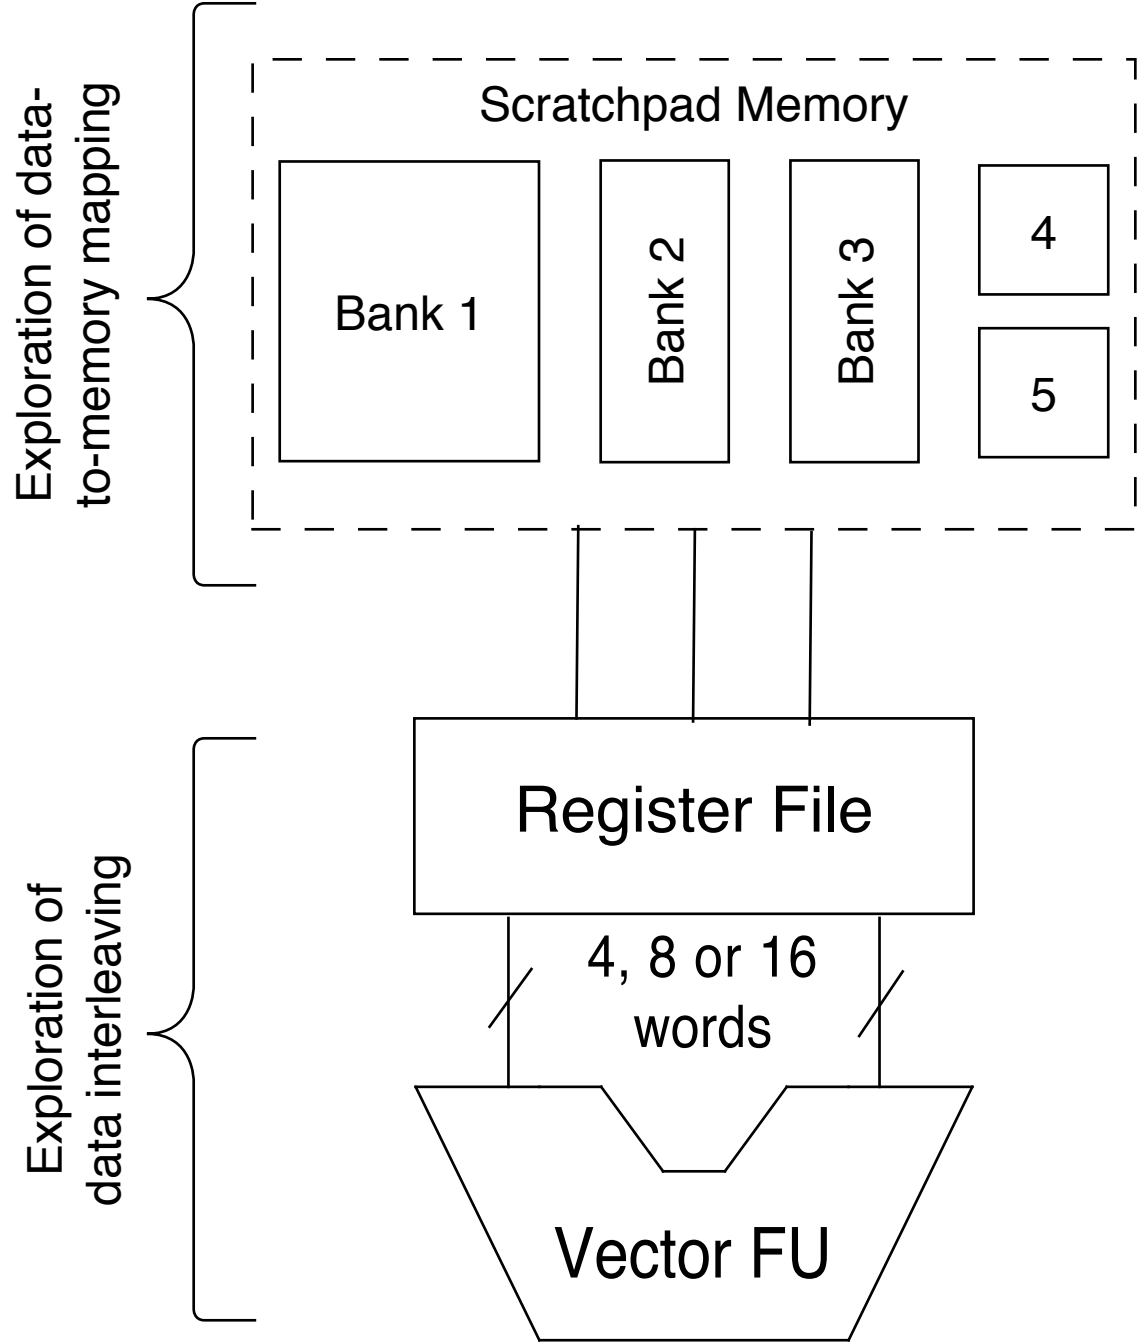 Exploration of data-
to-memory mapping
Scratchpad Memory
Bank 1
Bank 2
Bank 3
4
5
Register File
Exploration of
data interleaving
4, 8 or 16
words
Vector FU